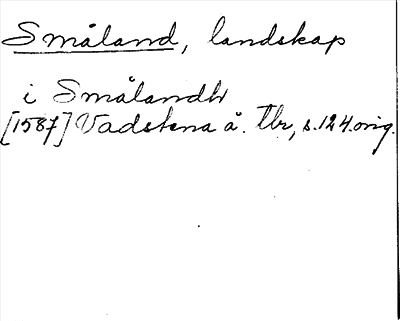 Småland, landskap
i Smålandh
[1587] Vadstena å. Tbr, s. 124. orig.